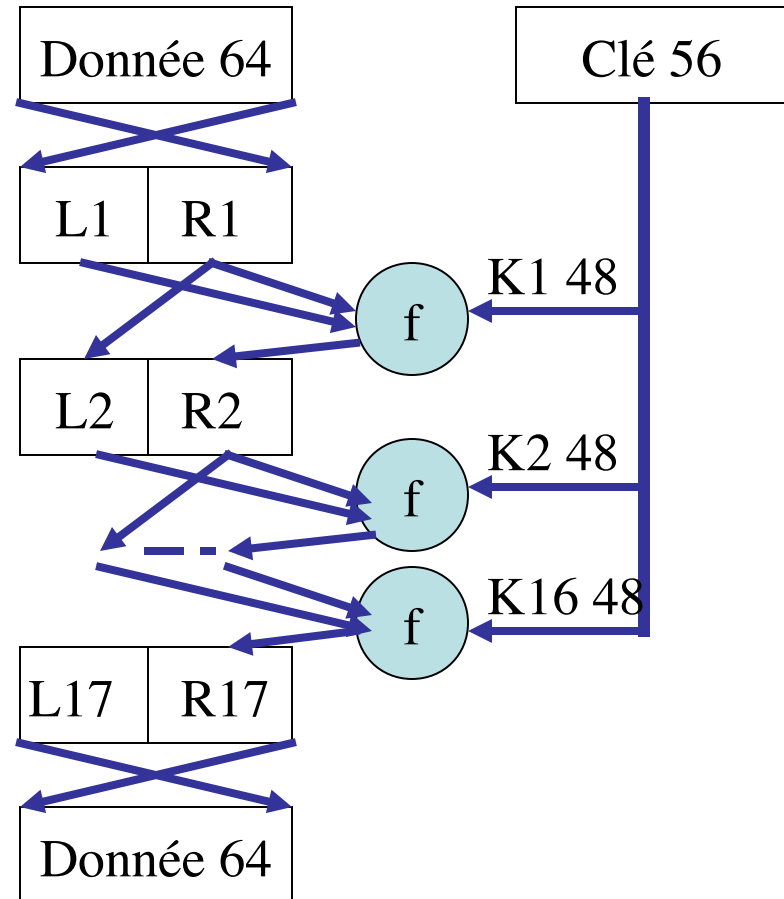 Donnée 64
Clé 56
L1 R1
K1 48
f
L2 R2
K2 48
f
K16 48
f
L17 R17
Donnée 64